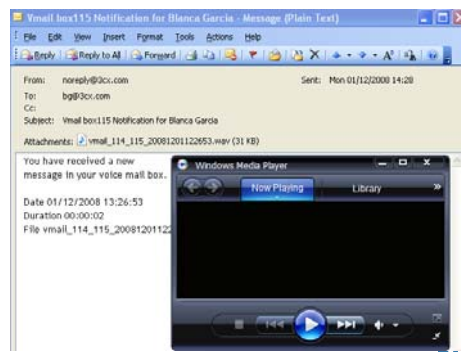 Vmail box115 Notification for Blanca Garcia - Message (Plain Text)
File Edit View Insert Format Tools Actions Help
Reply Reply to All Forward
From: noreply@3cx.com Sent: Mon 01/12/2008 14:28
To: bg@3cx.com
Cc:
Subject: Vmail box115 Notification for Blanca Garcia
Attachments: vmail_114_115_20081201122653.wav (31 KB)
You have received a new
message in your voice mail box.
Date 01/12/2008 13:26:53
Duration 00:00:02
File vmail_114_115_20081201122
Windows Media Player
Now Playing Library